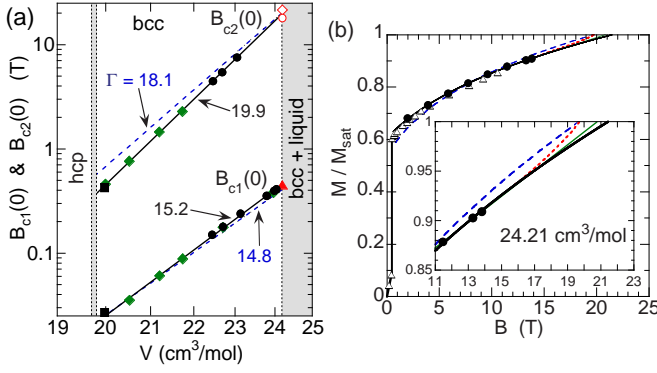 (a)
bcc
B_c2(0)
Γ = 18.1
19.9
hcp
bcc + liquid
B_c1(0)
15.2
14.8
B_c1(0) & B_c2(0) (T)
10
1
0.1
19 20 21 22 23 24 25
V (cm³/mol)
(b)
M / M_sat
1
0.8
0.6
0.4
0.2
0
1
0.95
0.9
0.85
11 13 15 17 19 21 23
24.21 cm³/mol
0 5 10 15 20 25
B (T)